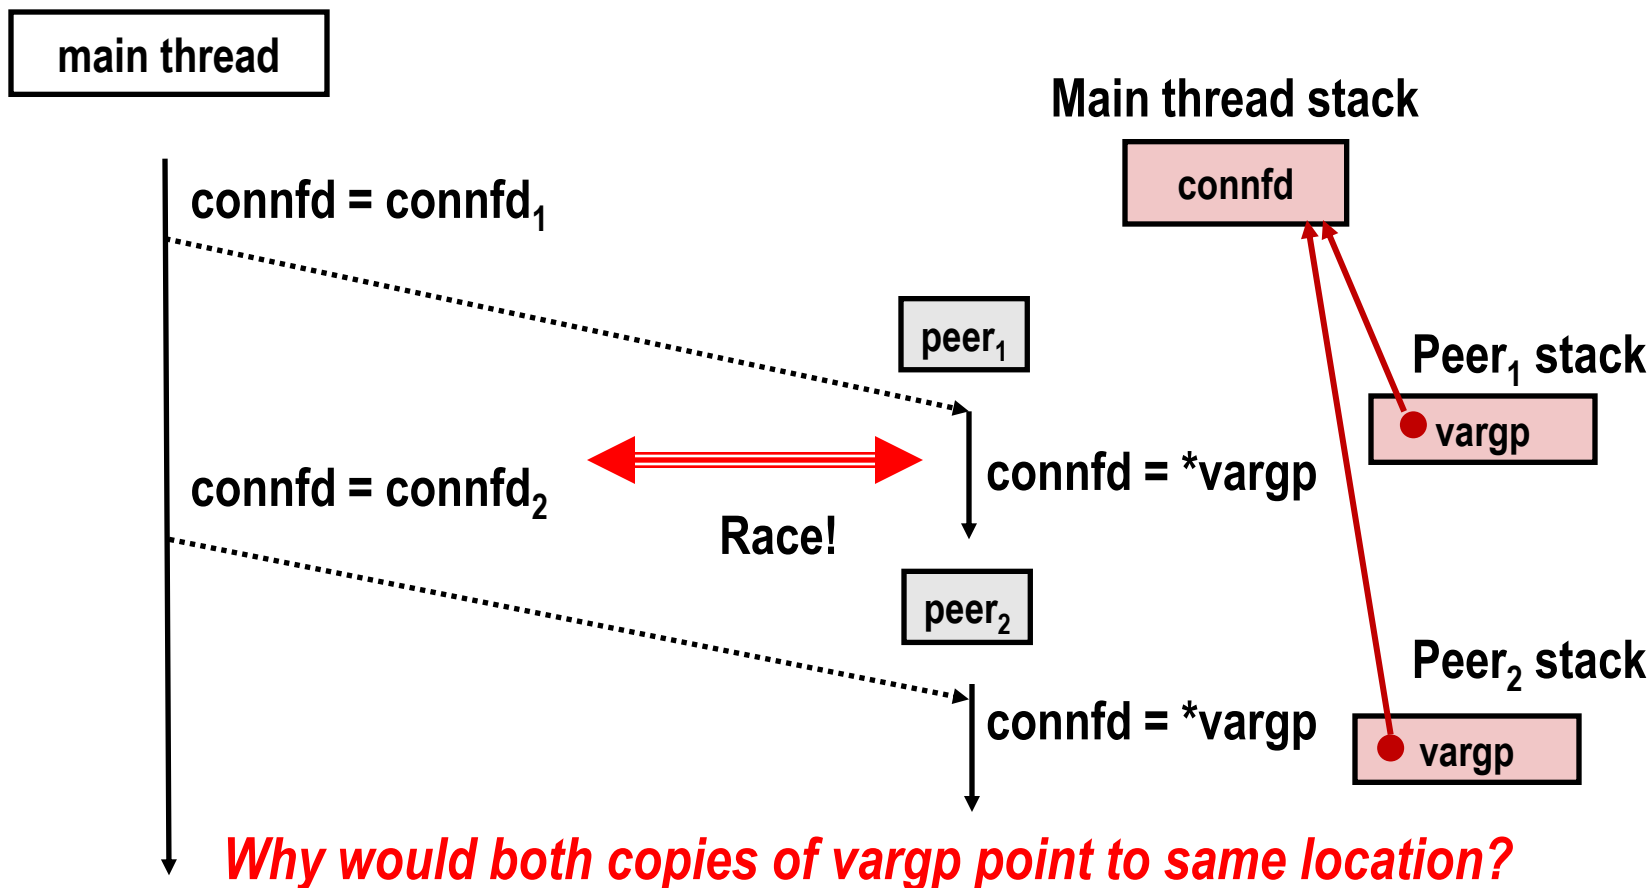 main thread
Main thread stack
connfd
connfd = connfd₁
peer₁
Peer₁ stack
vargp
connfd = *vargp
connfd = connfd₂
Race!
peer₂
Peer₂ stack
connfd = *vargp
vargp
Why would both copies of vargp point to same location?